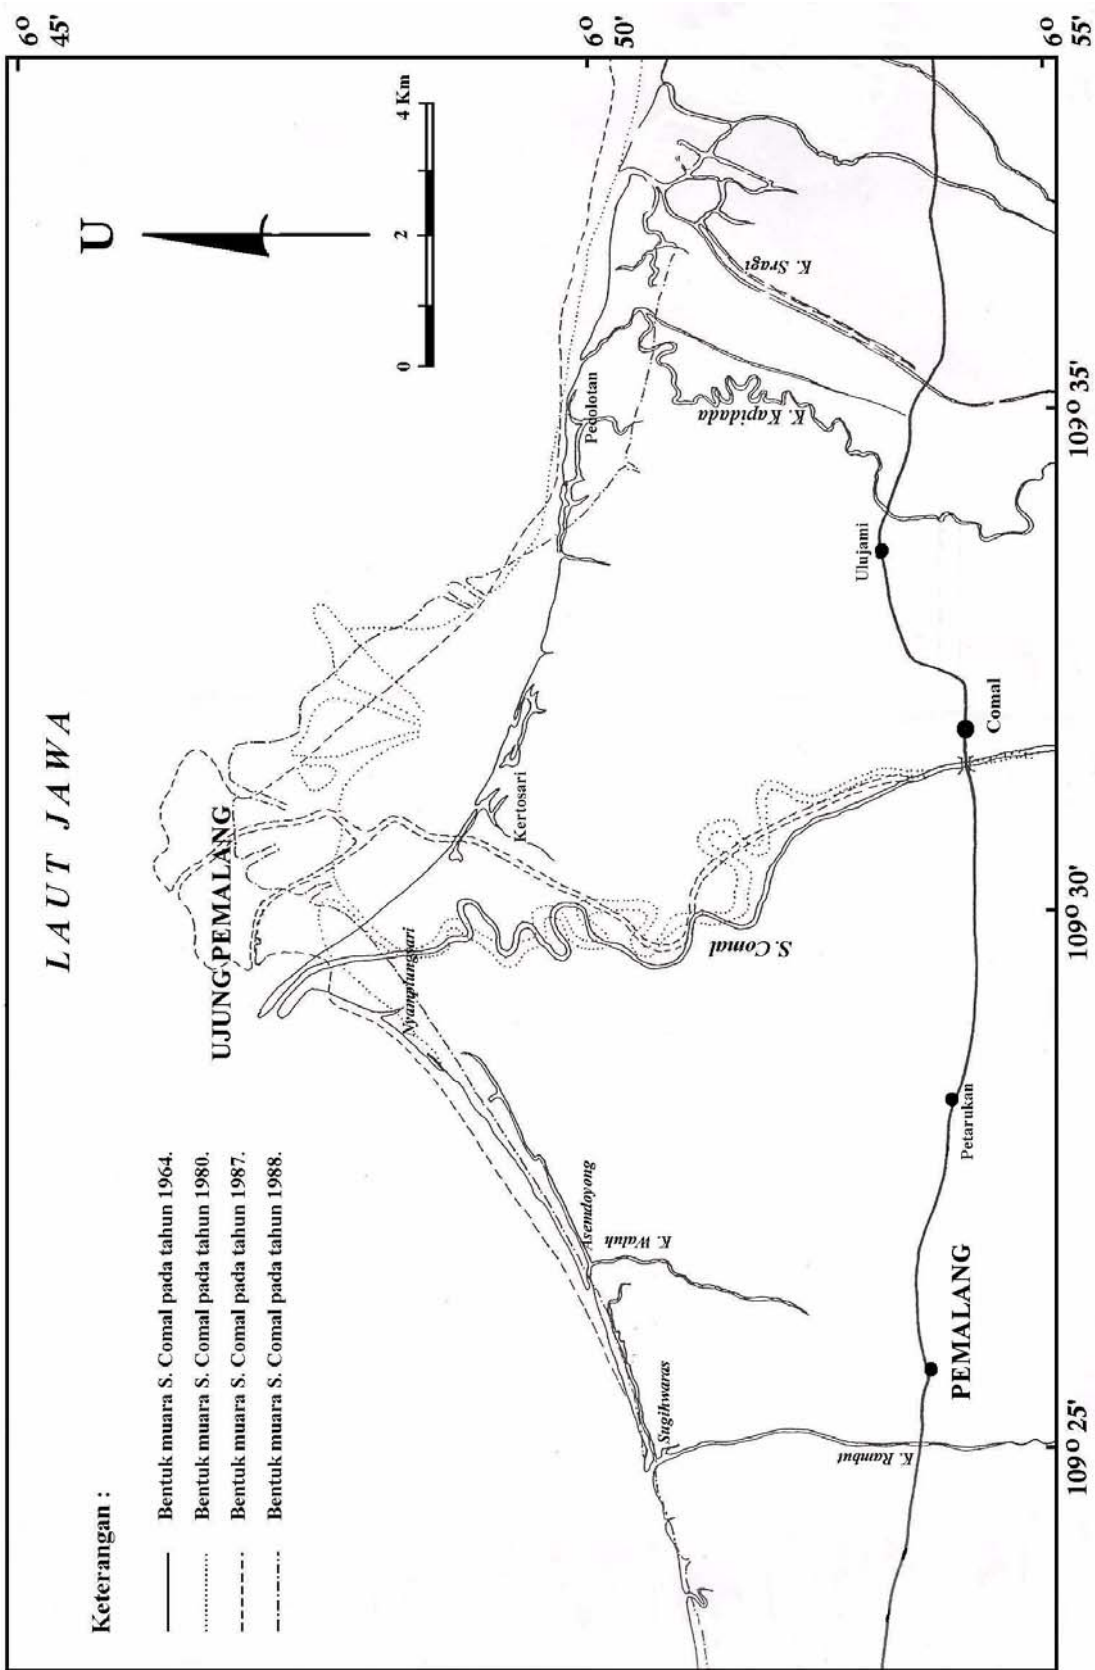 LAUT JAWA
U
0 2 4 Km
Keterangan :
Bentuk muara S. Comal pada tahun 1964.
Bentuk muara S. Comal pada tahun 1980.
Bentuk muara S. Comal pada tahun 1987.
Bentuk muara S. Comal pada tahun 1988.
UJUNG PEMALANG
Nyamplungsari
Kertosari
Pecolotan
Asemdoyong
Sugihwaras
K. Waluh
K. Rambut
S. Comal
K. Kapidada
K. Sragi
PEMALANG
Petarukan
Comal
Ulujami
6° 45'
6° 50'
6° 55'
109° 25'
109° 30'
109° 35'